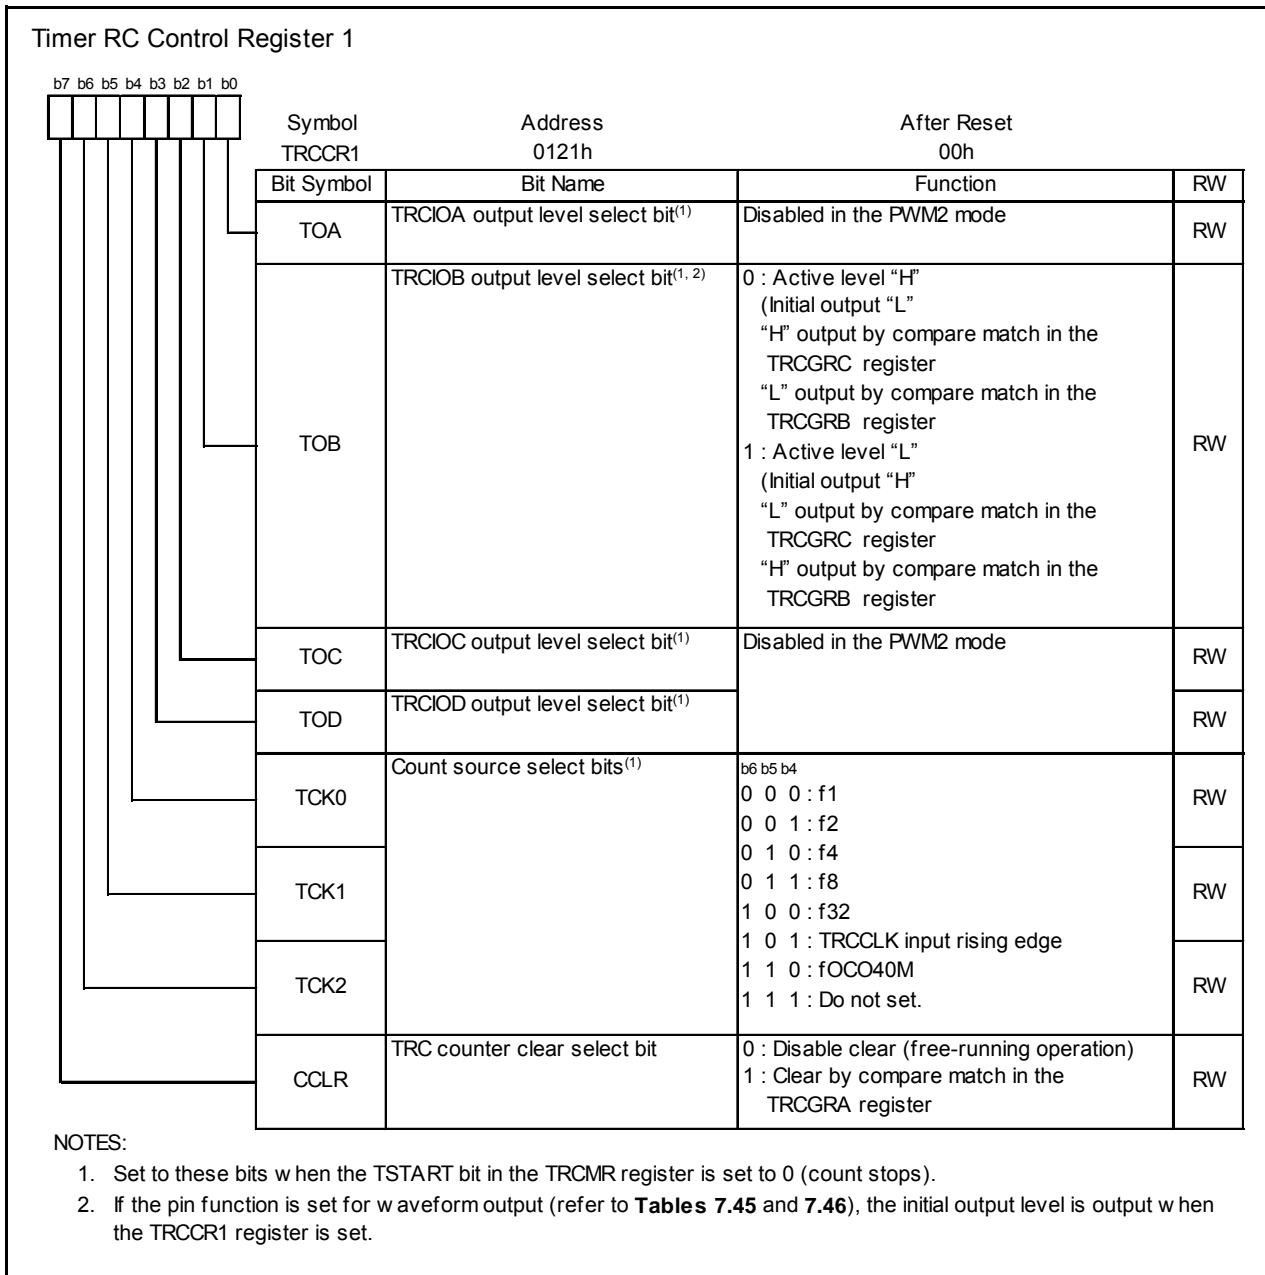 Timer RC Control Register 1
b7 b6 b5 b4 b3 b2 b1 b0
Symbol Address After Reset
TRCCR1 0121h 00h
Bit Symbol Bit Name Function RW
TOA TRCIOA output level select bit(1) Disabled in the PWM2 mode RW
TOB TRCIOB output level select bit(1, 2) 0 : Active level “H”
(Initial output “L”
“H” output by compare match in the
TRCGRC register
“L” output by compare match in the
TRCGRB register
1 : Active level “L”
(Initial output “H”
“L” output by compare match in the
TRCGRC register
“H” output by compare match in the
TRCGRB register
RW
TOC TRCIOC output level select bit(1) Disabled in the PWM2 mode RW
TOD TRCIOD output level select bit(1) RW
TCK0 Count source select bits(1) b6 b5 b4
0 0 0 : f1
RW
0 0 1 : f2
0 1 0 : f4
TCK1 0 1 1 : f8 RW
1 0 0 : f32
1 0 1 : TRCCLK input rising edge
TCK2 1 1 0 : fOCO40M RW
1 1 1 : Do not set.
CCLR TRC counter clear select bit 0 : Disable clear (free-running operation)
1 : Clear by compare match in the
TRCGRA register
RW
NOTES:
1. Set to these bits when the TSTART bit in the TRCMR register is set to 0 (count stops).
2. If the pin function is set for waveform output (refer to Tables 7.45 and 7.46), the initial output level is output when
the TRCCR1 register is set.